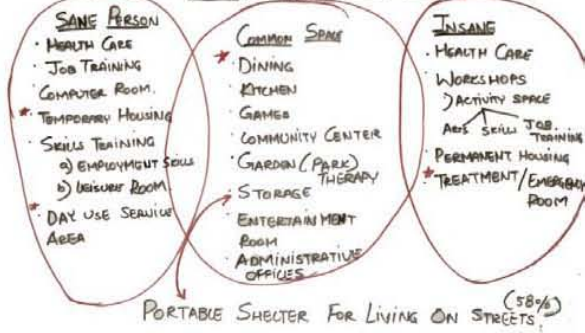 SANE PERSON
· HEALTH CARE
· JOB TRAINING
· COMPUTER ROOM.
* TEMPORARY HOUSING
· SKILLS TRAINING
a) EMPLOYMENT SKILLS
b) LEISURE ROOM.
* · DAY USE SERVICE
AREA
COMMON SPACE
* · DINING
· KITCHEN
· GAMES
· COMMUNITY CENTER
· GARDEN (PARK)
THERAPY
· STORAGE
· ENTERTAINMENT
ROOM
· ADMINISTRATIVE
OFFICES
INSANE
· HEALTH CARE
· WORKSHOPS
) ACTIVITY SPACE
ARTS SKILLS JOB
TRAINING
· PERMANENT HOUSING
* TREATMENT/EMERGENCY
ROOM
PORTABLE SHELTER FOR LIVING ON STREETS. (58%)